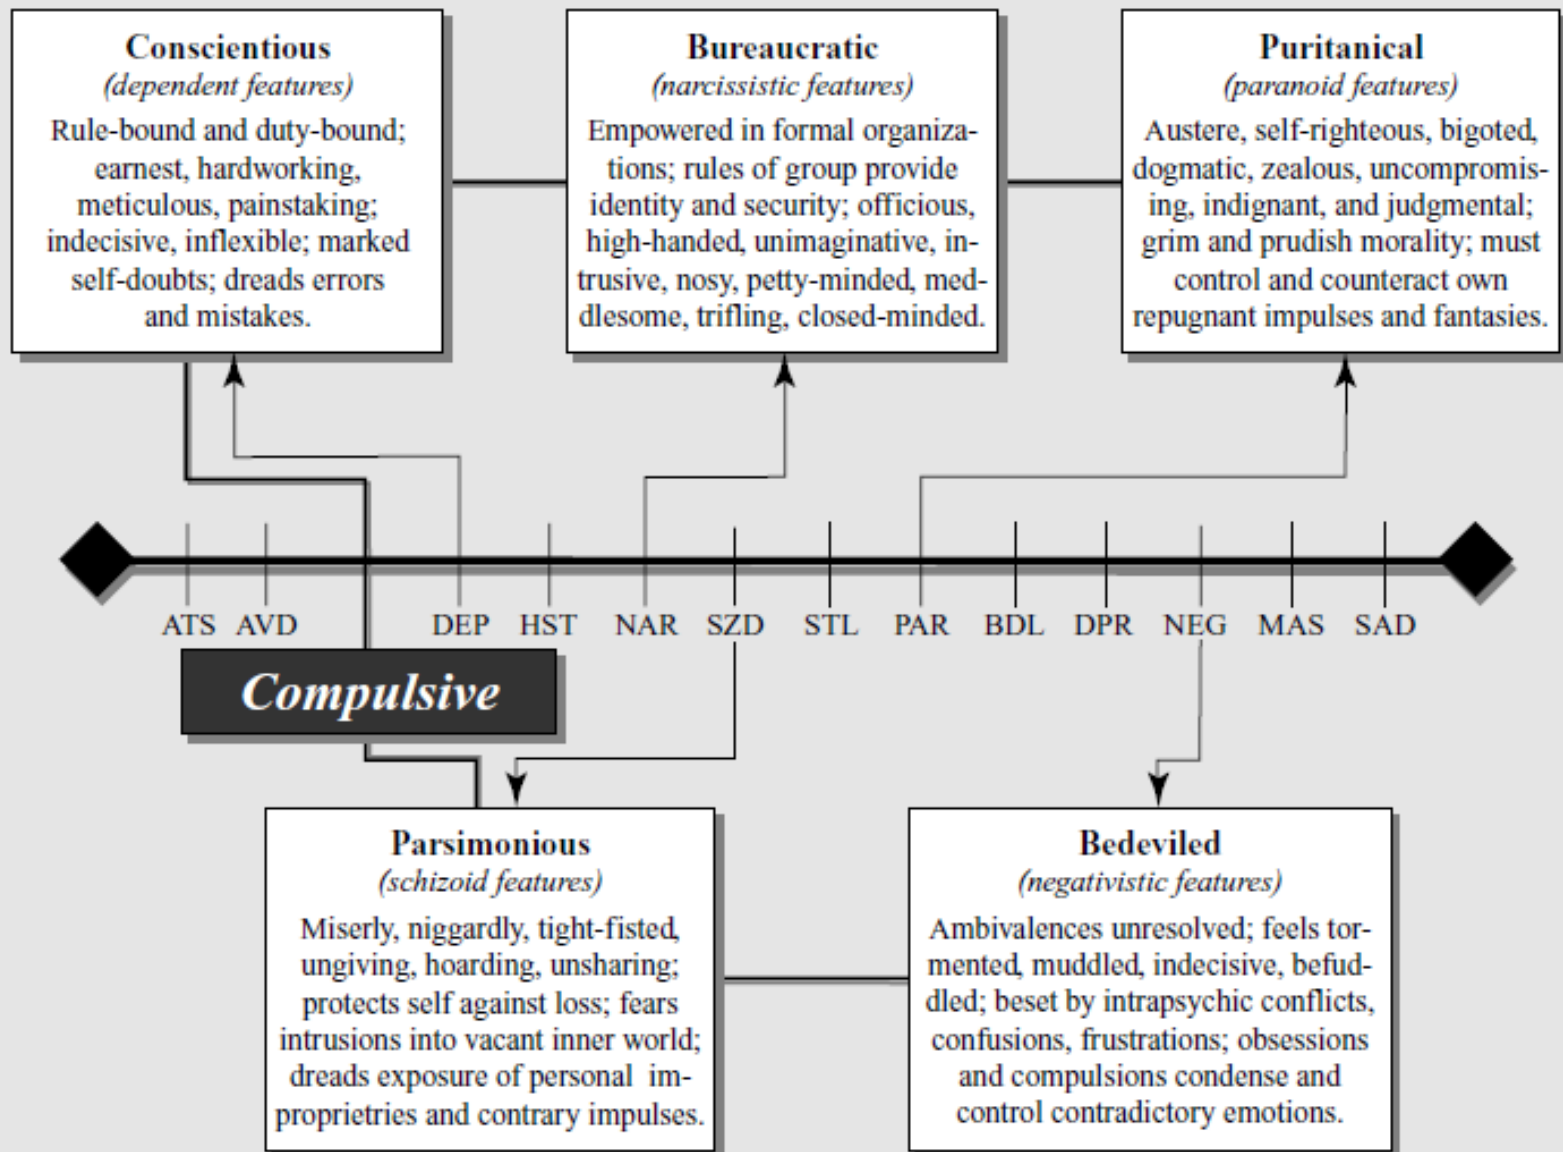 Conscientious
(dependent features)
Rule-bound and duty-bound;
earnest, hardworking,
meticulous, painstaking;
indecisive, inflexible; marked
self-doubts; dreads errors
and mistakes.
Bureaucratic
(narcissistic features)
Empowered in formal organiza-
tions; rules of group provide
identity and security; officious,
high-handed, unimaginative, in-
trusive, nosy, petty-minded, med-
dlesome, trifling, closed-minded.
Puritanical
(paranoid features)
Austere, self-righteous, bigoted,
dogmatic, zealous, uncompromis-
ing, indignant, and judgmental;
grim and prudish morality; must
control and counteract own
repugnant impulses and fantasies.
ATS AVD DEP HST NAR SZD STL PAR BDL DPR NEG MAS SAD
Compulsive
Parsimonious
(schizoid features)
Miserly, niggardly, tight-fisted,
ungiving, hoarding, unsharing;
protects self against loss; fears
intrusions into vacant inner world;
dreads exposure of personal im-
proprietries and contrary impulses.
Bedeviled
(negativistic features)
Ambivalences unresolved; feels tor-
mented, muddled, indecisive, befud-
dled; beset by intrapsychic conflicts,
confusions, frustrations; obsessions
and compulsions condense and
control contradictory emotions.